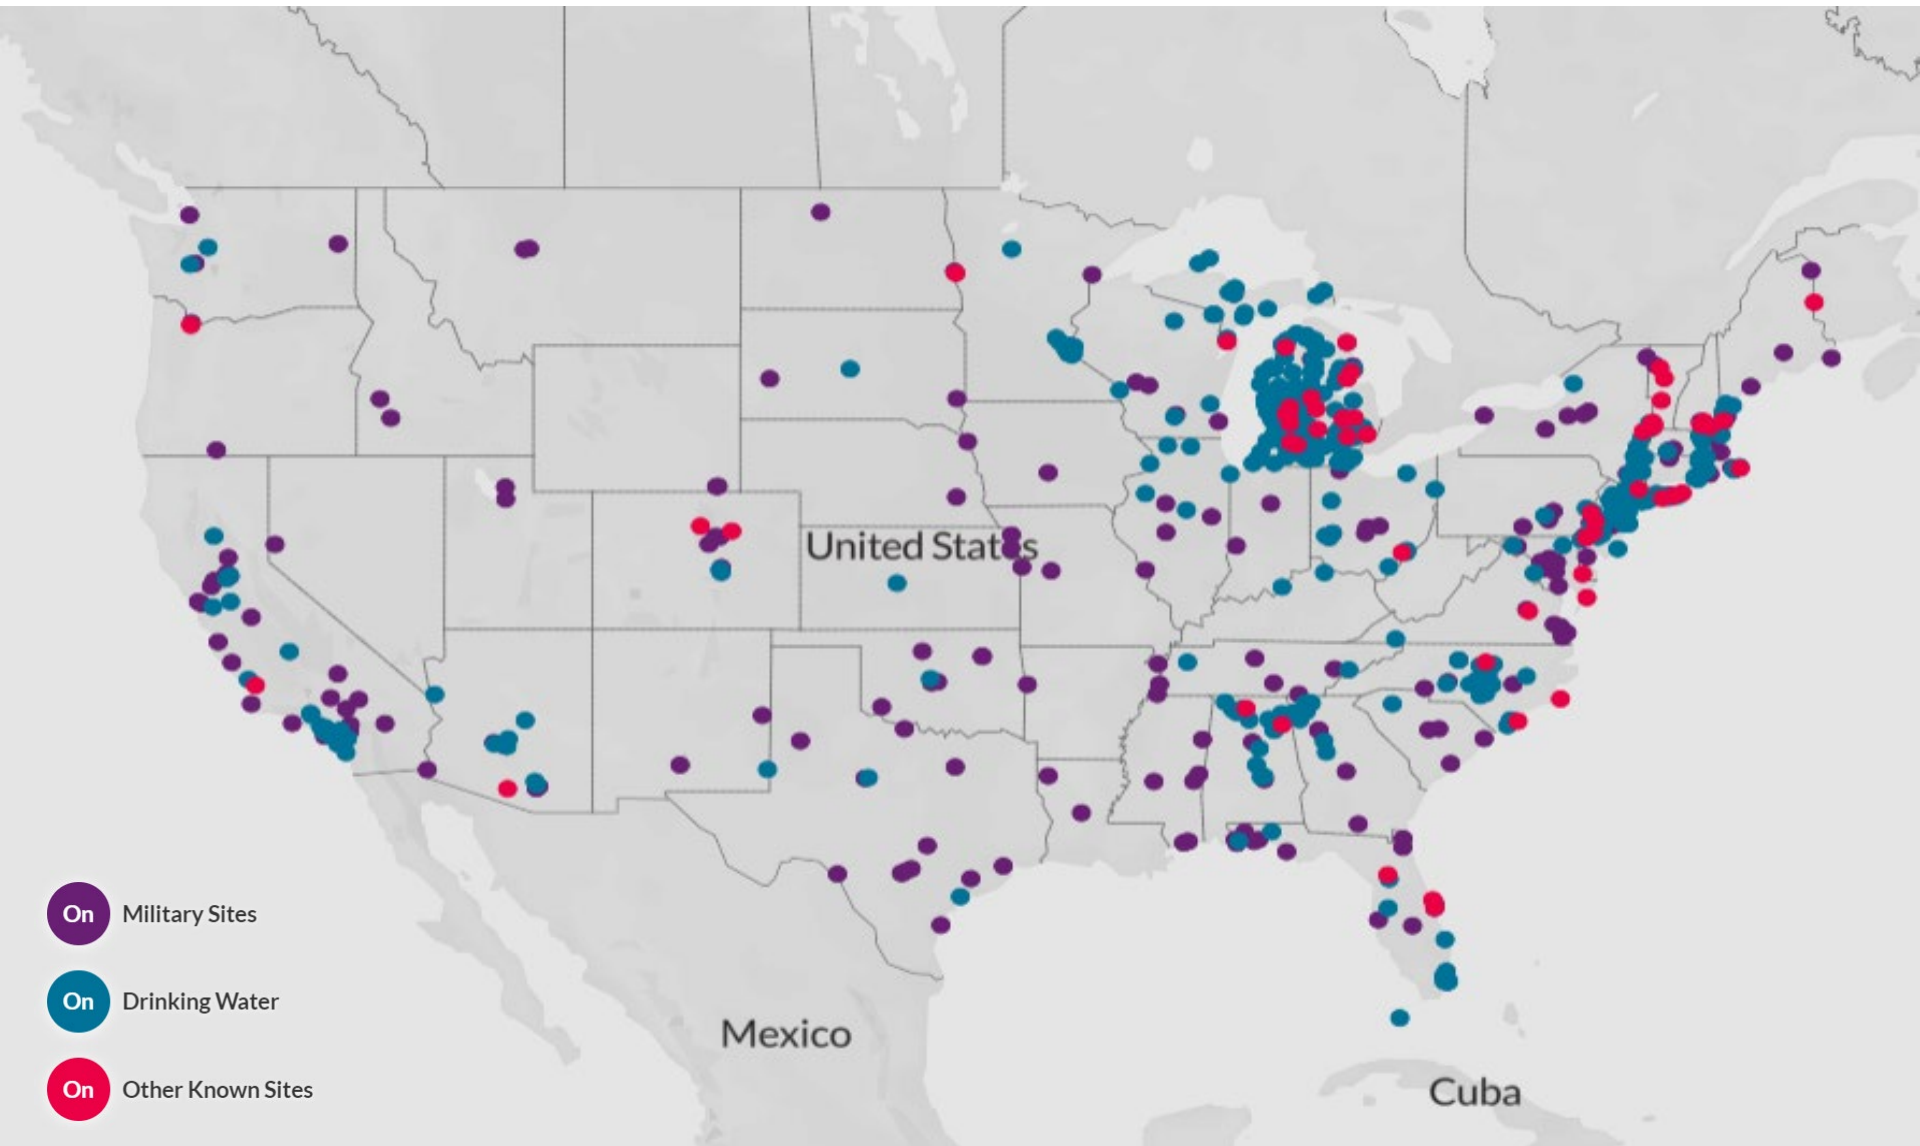 United States
On Military Sites
On Drinking Water
Mexico
On Other Known Sites
Cuba